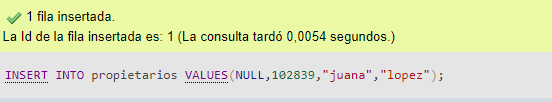 1 fila insertada.
La Id de la fila insertada es: 1 (La consulta tardó 0,0054 segundos.)
INSERT INTO propietarios VALUES(NULL,102839,"juana","lopez");